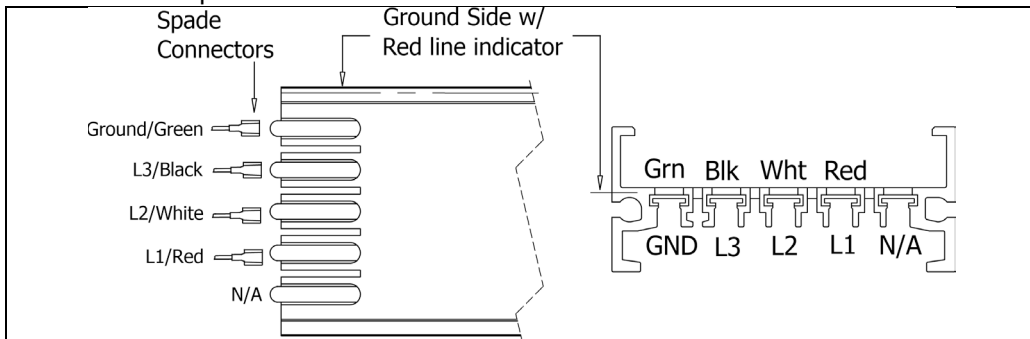 Spade
Connectors
Ground Side w/
Red line indicator
Ground/Green
L3/Black
L2/White
L1/Red
N/A
Grn Blk Wht Red
GND L3 L2 L1 N/A